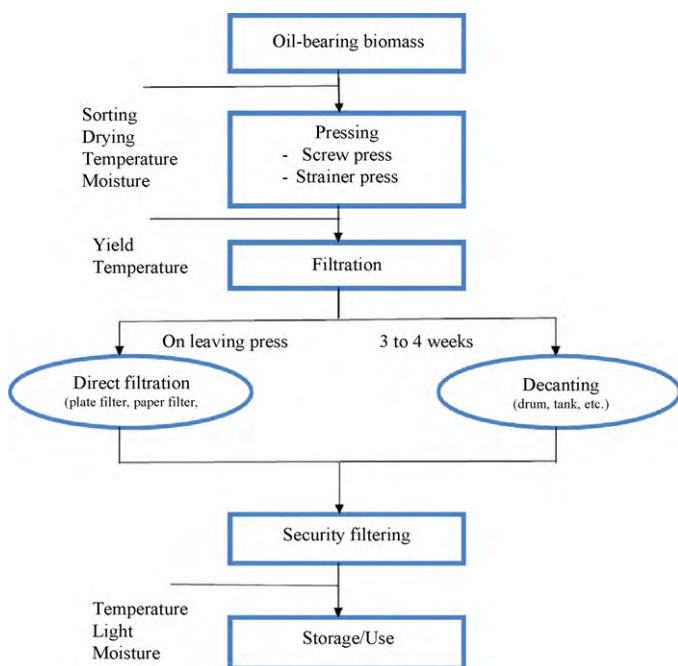 Oil-bearing biomass
Sorting
Drying
Temperature
Moisture
Pressing
- Screw press
- Strainer press
Yield
Temperature
Filtration
On leaving press
3 to 4 weeks
Direct filtration
(plate filter, paper filter,
Decanting
(drum, tank, etc.)
Security filtering
Temperature
Light
Moisture
Storage/Use